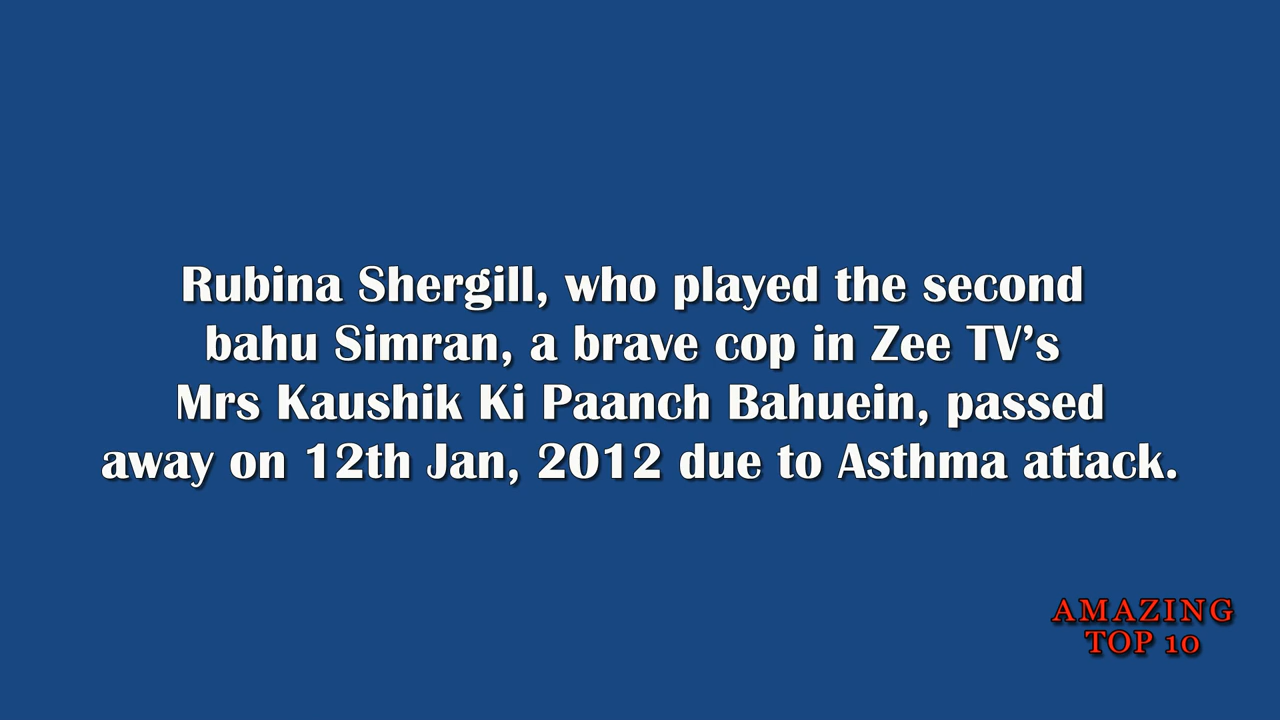 Rubina Shergill, who played the second
bahu Simran, a brave cop in Zee TV’s
Mrs Kaushik Ki Paanch Bahuein, passed
away on 12th Jan, 2012 due to Asthma attack.
AMAZING
TOP 10